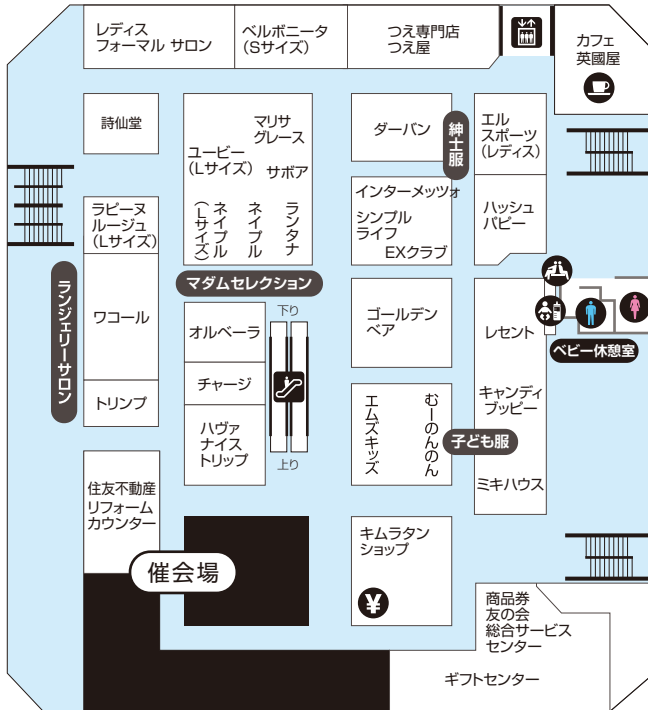 レディス
フォーマル サロン
ベルボニータ
(Sサイズ)
つえ専門店
つえ屋
カフェ
英國屋
詩仙堂
マリサ
グレース
ユービー
(Lサイズ)
サボア
ネイプル
(Lサイズ)
ネイプル
ランタナ
ダーバン
紳士服
エル
スポーツ
(レディス)
インターメッツォ
シンプル
ライフ
EXクラブ
ハッシュ
パピー
ラピーヌ
ルージュ
(Lサイズ)
マダムセレクション
ランジェリーサロン
ワコール
トリンプ
オルベーラ
チャージ
ハヴァ
ナイス
トリップ
下り
上り
ゴールデン
ベア
レセント
ベビー休憩室
キャンディ
ブッピー
エムズキッズ
むーのんのん
子ども服
ミキハウス
住友不動産
リフォーム
カウンター
催会場
キムラタン
ショップ
¥
商品券
友の会
総合サービス
センター
ギフトセンター